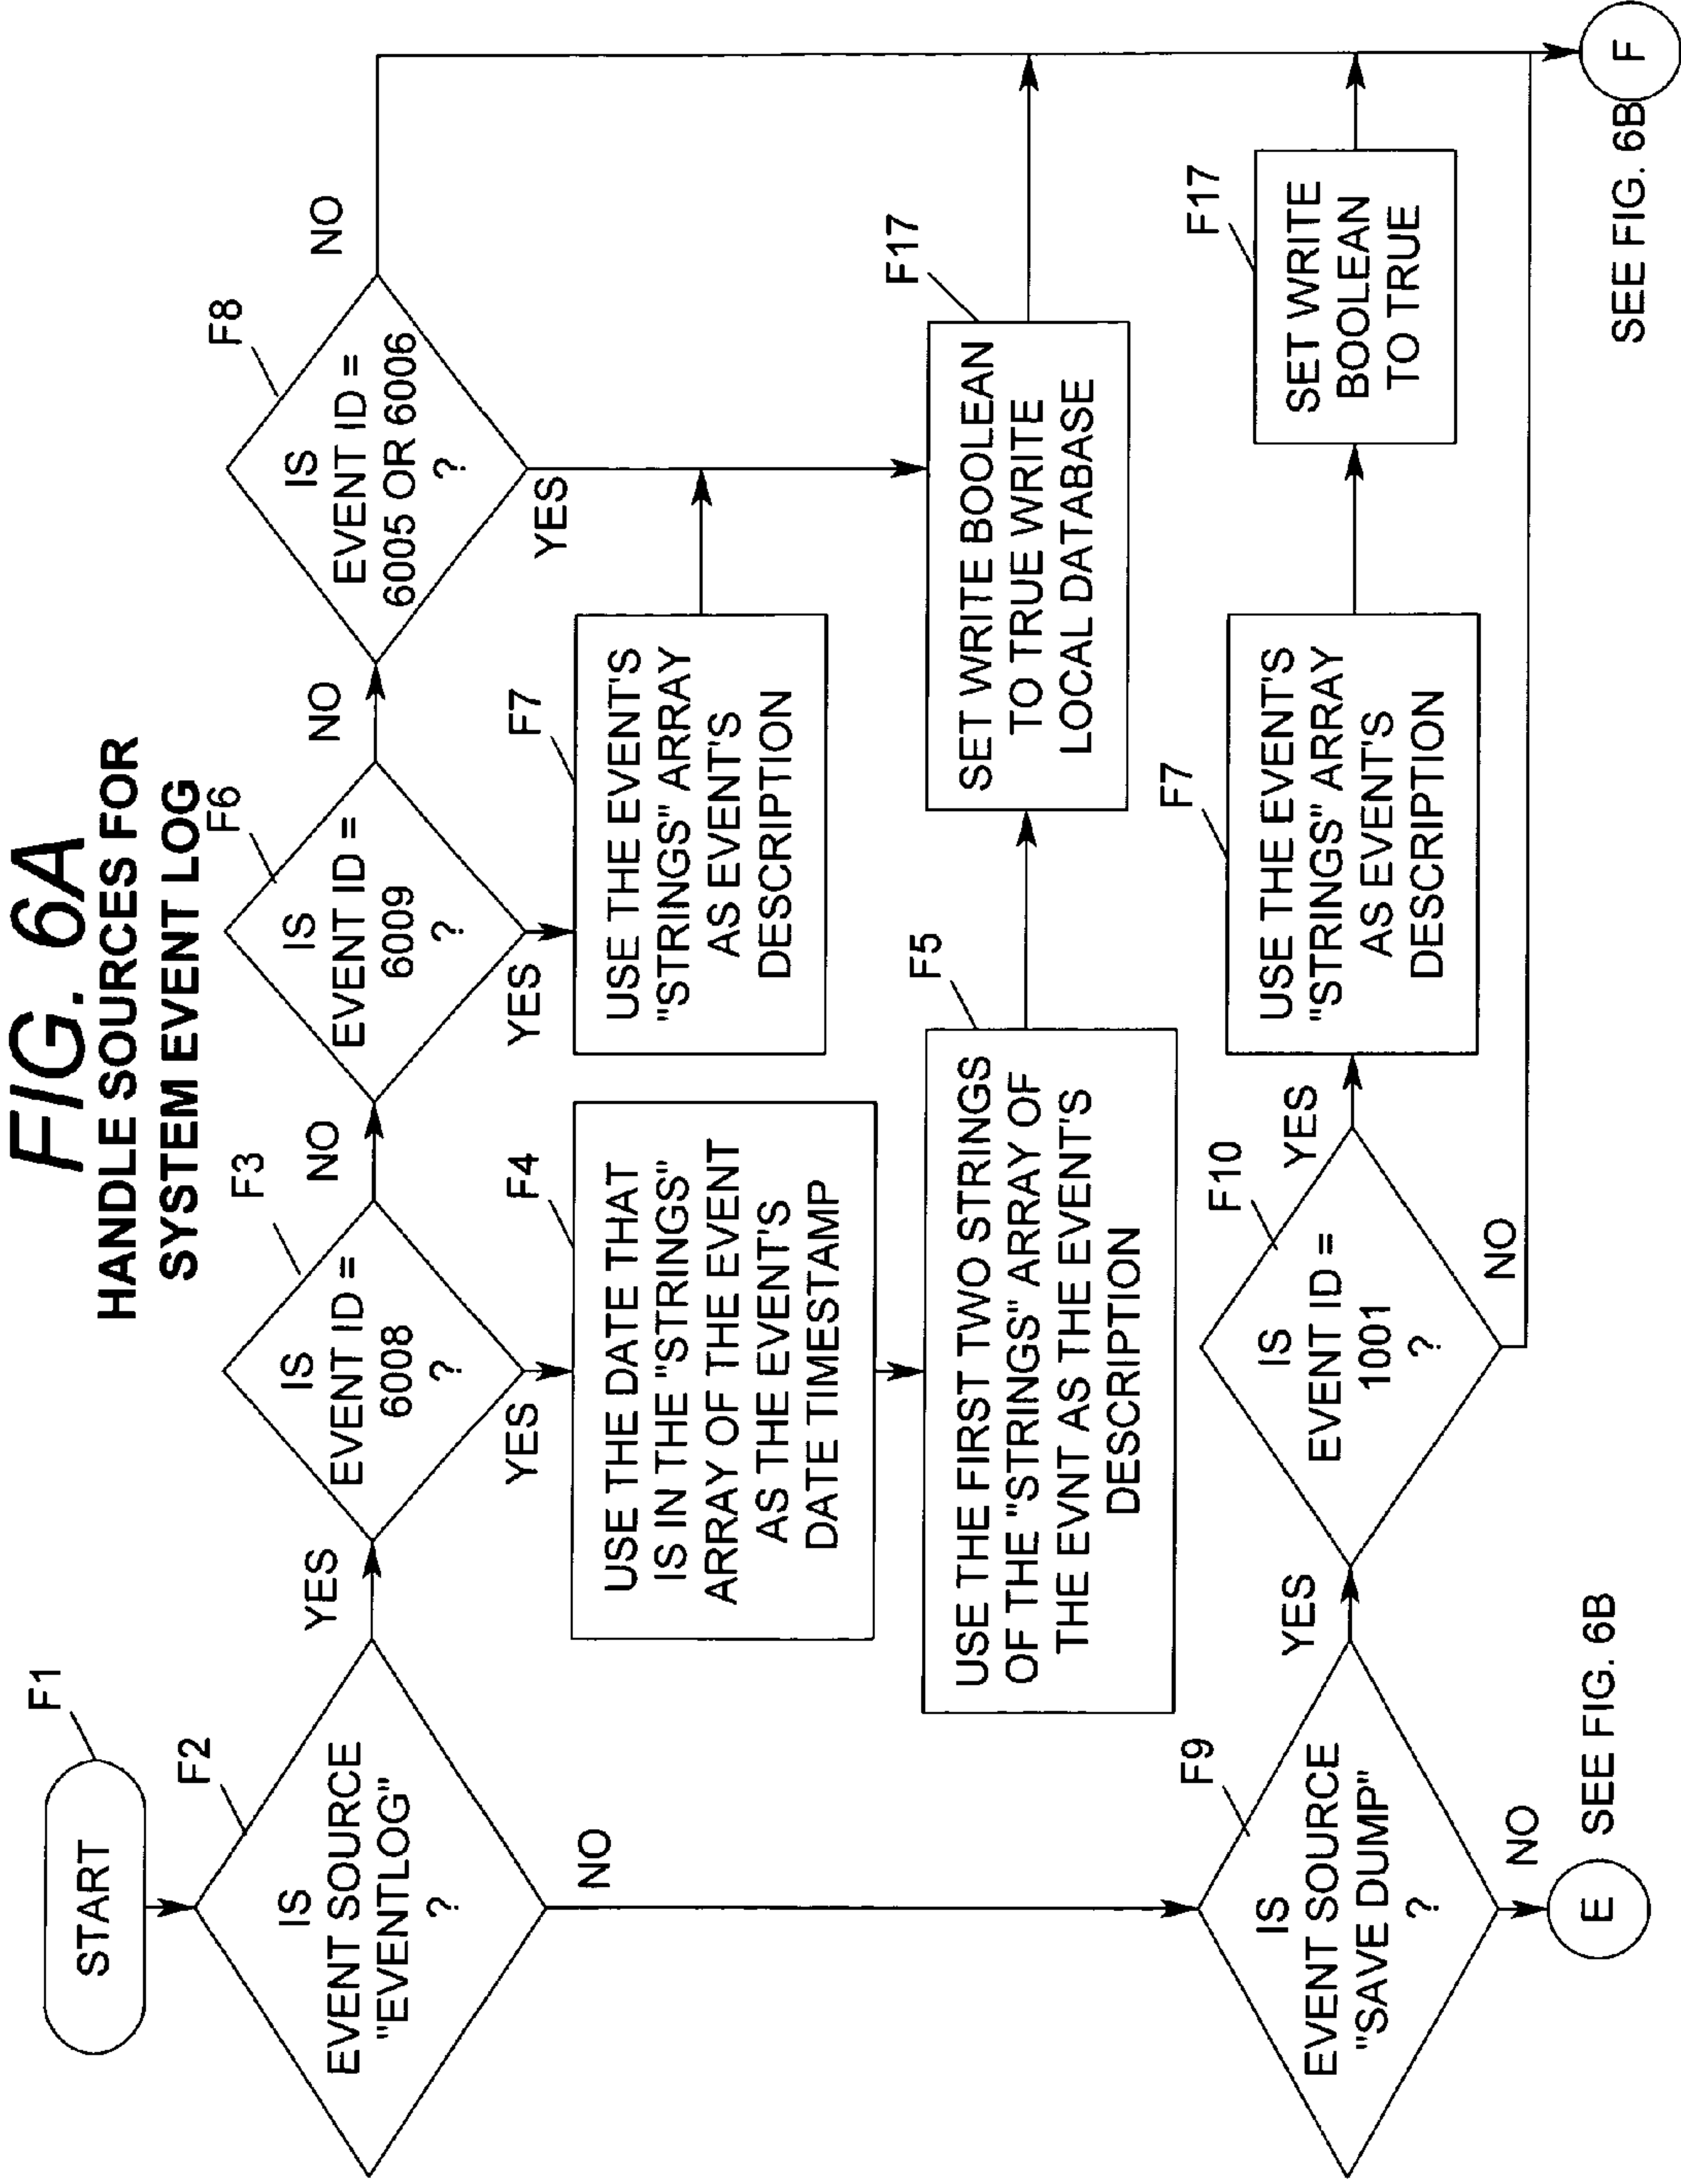 FIG. 6A
HANDLE SOURCES FOR
SYSTEM EVENT LOG
START
F1
IS
EVENT SOURCE
"EVENTLOG"
?
F2
YES
NO
IS
EVENT ID =
6008
?
F3
NO
YES
IS
EVENT ID =
6009
?
F6
NO
YES
IS
EVENT ID =
6005 OR 6006
?
F8
NO
YES
USE THE DATE THAT
IS IN THE "STRINGS"
ARRAY OF THE EVENT
AS THE EVENT'S
DATE TIMESTAMP
F4
USE THE EVENT'S
"STRINGS" ARRAY
AS EVENT'S
DESCRIPTION
F7
USE THE FIRST TWO STRINGS
OF THE "STRINGS" ARRAY OF
THE EVNT AS THE EVENT'S
DESCRIPTION
F5
SET WRITE BOOLEAN
TO TRUE WRITE
LOCAL DATABASE
F17
IS
EVENT SOURCE
"SAVE DUMP"
?
F9
YES
NO
IS
EVENT ID =
1001
?
F10
YES
NO
USE THE EVENT'S
"STRINGS" ARRAY
AS EVENT'S
DESCRIPTION
F7
SET WRITE
BOOLEAN
TO TRUE
F17
E
SEE FIG. 6B
SEE FIG. 6B
F